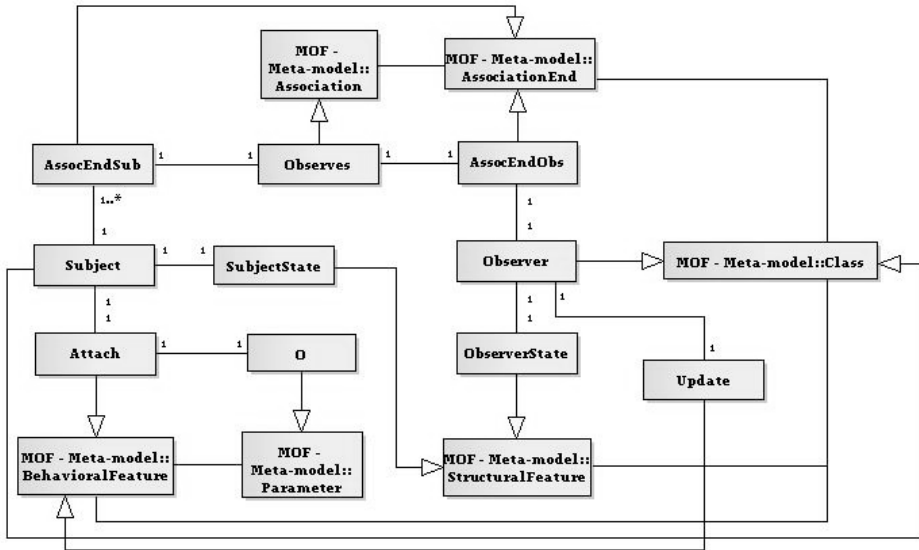 MOF -
Meta-model::
Association
MOF - Meta-model::
AssociationEnd
AssocEndSub
1
1
Observes
1
1
AssocEndObs
1..*
1
1
1
Subject
1
1
SubjectState
Observer
MOF - Meta-model::Class
1
1
1
1
1
Attach
1
1
O
ObserverState
1
Update
MOF - Meta-model::
BehavioralFeature
MOF -
Meta-model::
Parameter
MOF - Meta-model::
StructuralFeature